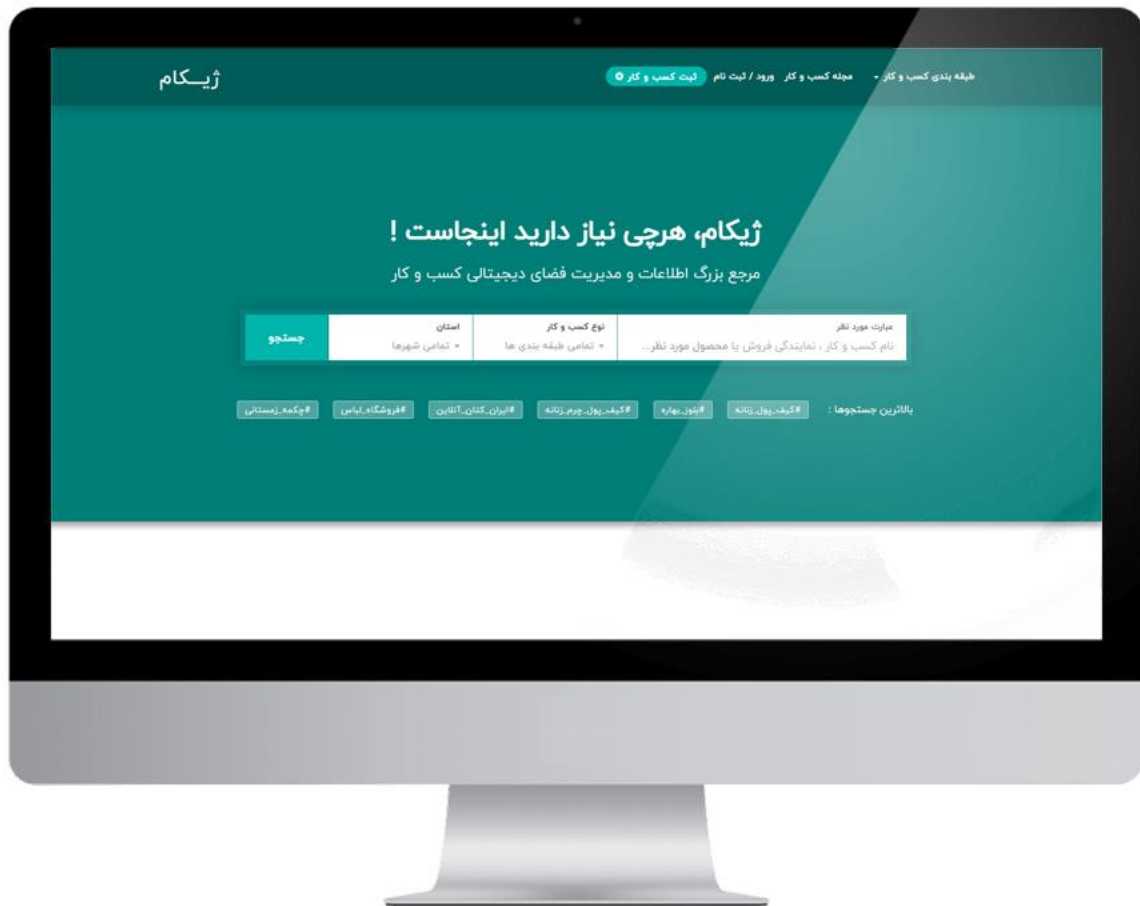 طبقه بندی کسب و کار مجله کسب و کار ورود / ثبت نام ثبت کسب و کار ژیــکام
ژیکام، هرچی نیاز دارید اینجاست !
مرجع بزرگ اطلاعات و مدیریت فضای دیجیتالی کسب و کار
عبارت مورد نظر نوع کسب و کار استان
نام کسب و کار ، نمایندگی فروش یا محصول مورد نظر... تمامی طبقه بندی ها تمامی شهرها
جستجو
بالاترین جستجوها : #کیف_پول_زنانه #بنوز_بهاره #کیف_پول_چرم_زنانه #ایران_کتان_آنلاین #فروشگاه_لباس #چکمه_زمستانی